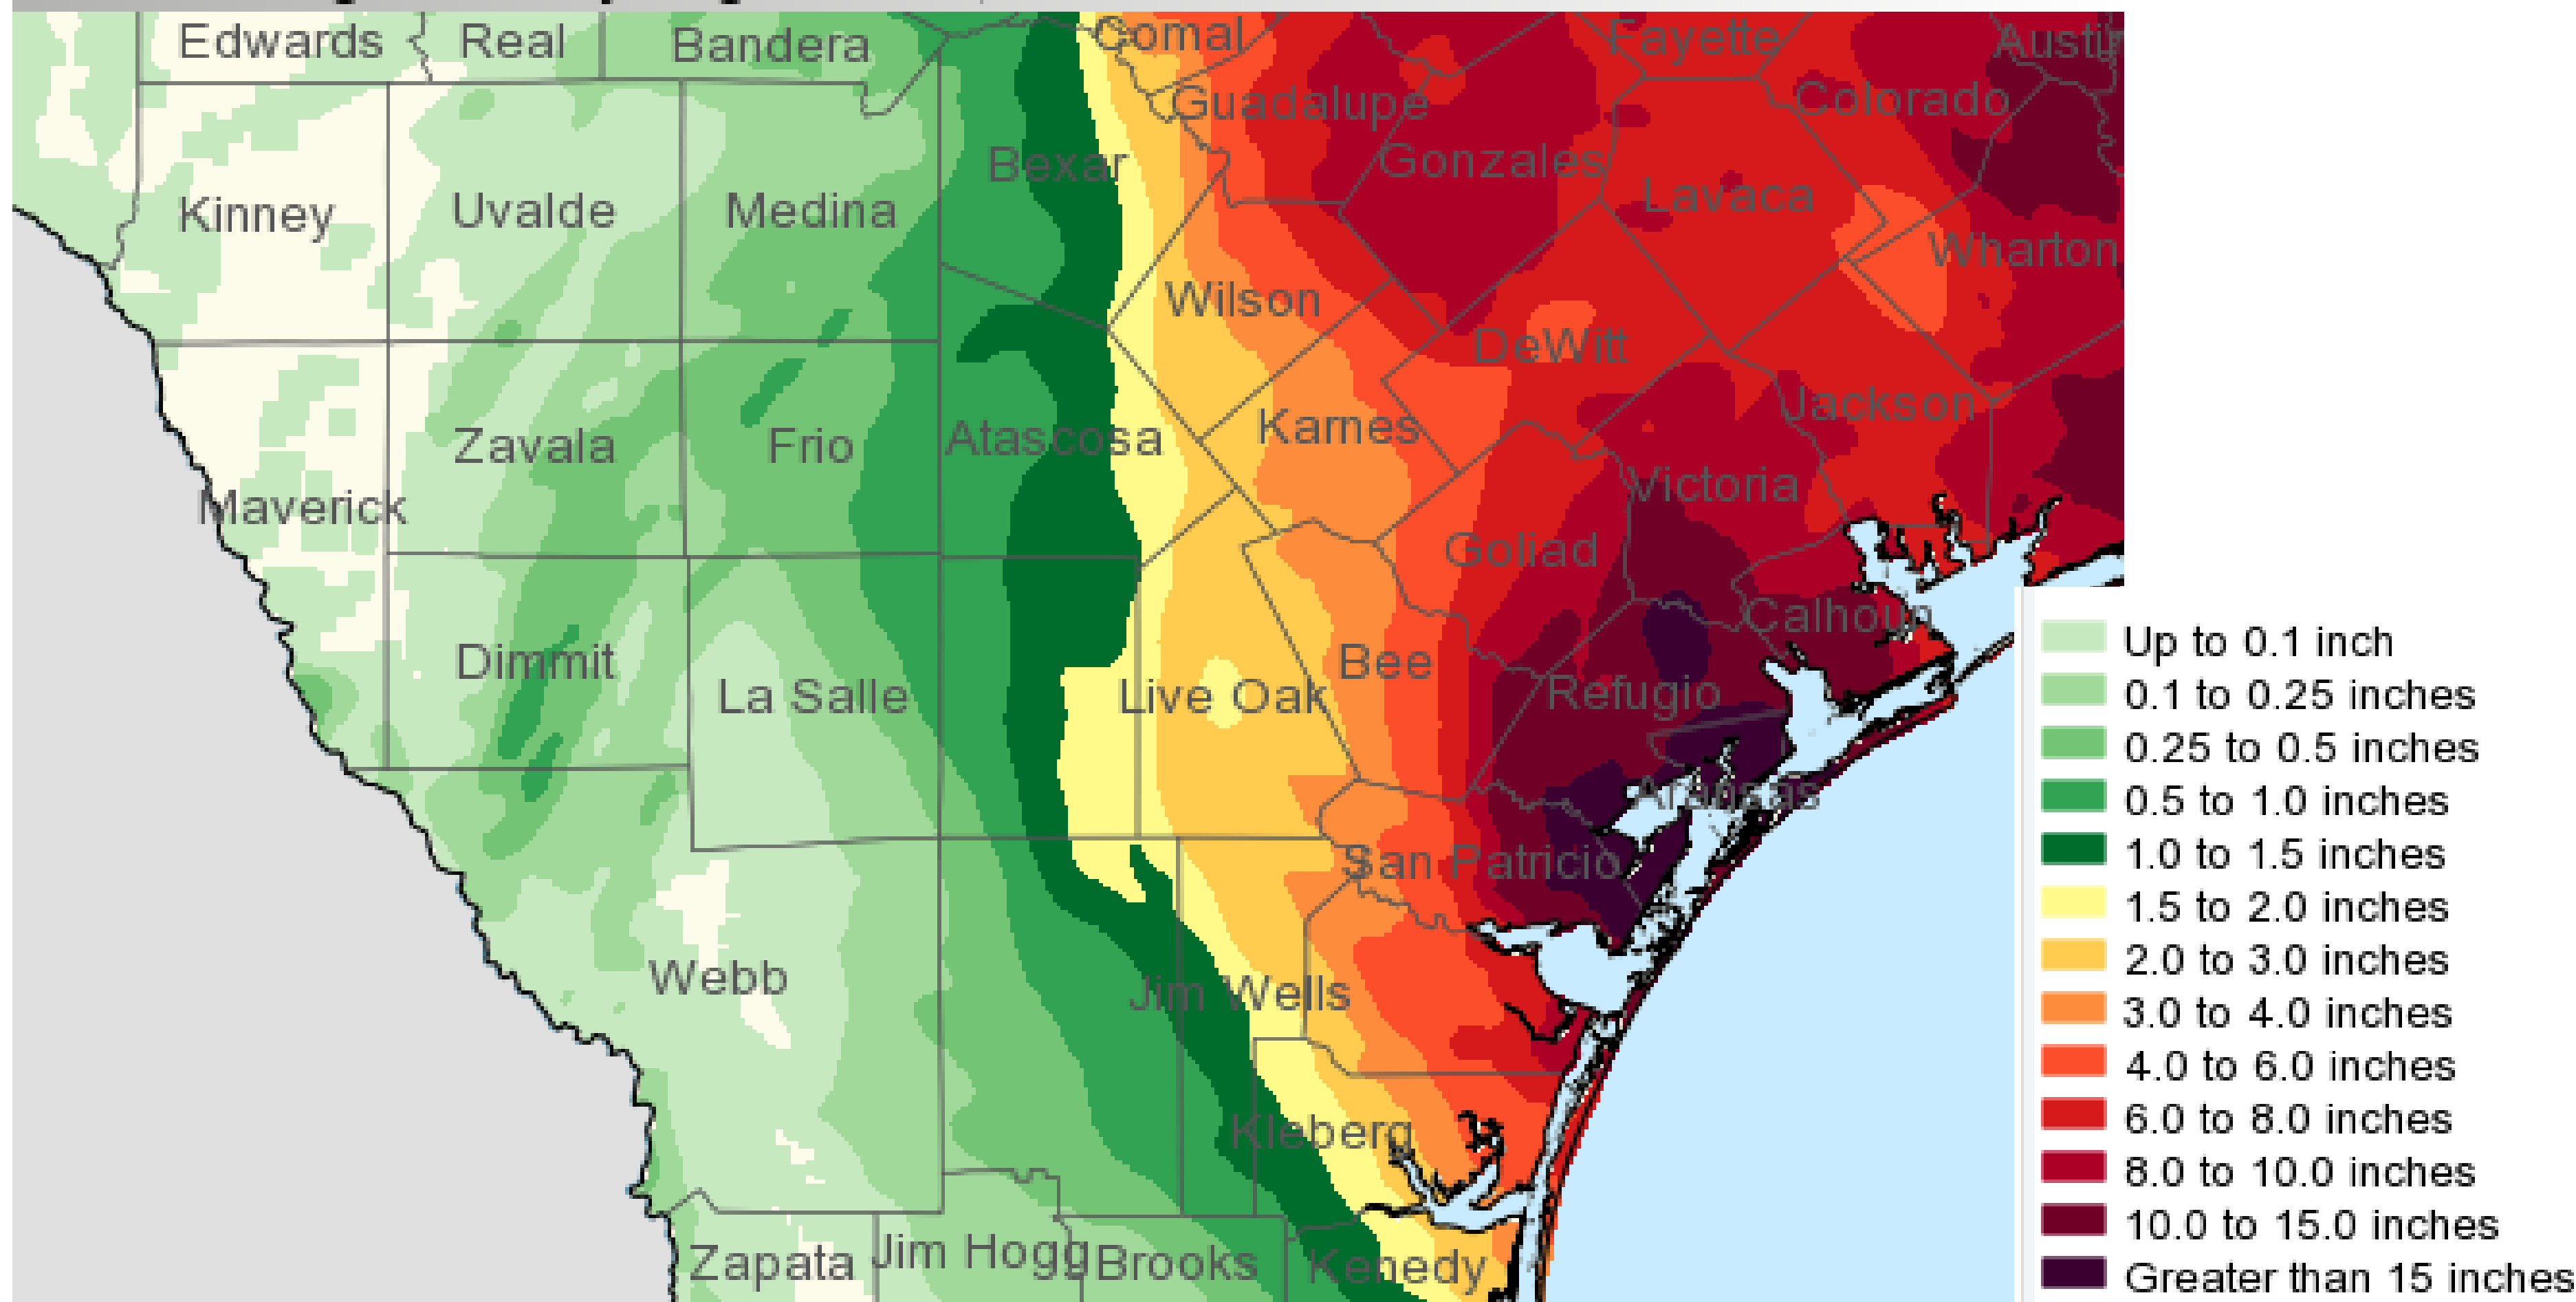 Edwards
Real
Bandera
Comal
Fayette
Austin
Guadalupe
Colorado
Kinney
Uvalde
Medina
Bexar
Gonzales
Lavaca
Wharton
Wilson
DeWitt
Maverick
Zavala
Frio
Atascosa
Karnes
Victoria
Jackson
Goliad
Calhoun
Dimmit
La Salle
Live Oak
Bee
Refugio
Aransas
San Patricio
Webb
Jim Wells
Kleberg
Zapata
Jim Hogg
Brooks
Kenedy
Up to 0.1 inch
0.1 to 0.25 inches
0.25 to 0.5 inches
0.5 to 1.0 inches
1.0 to 1.5 inches
1.5 to 2.0 inches
2.0 to 3.0 inches
3.0 to 4.0 inches
4.0 to 6.0 inches
6.0 to 8.0 inches
8.0 to 10.0 inches
10.0 to 15.0 inches
Greater than 15 inches